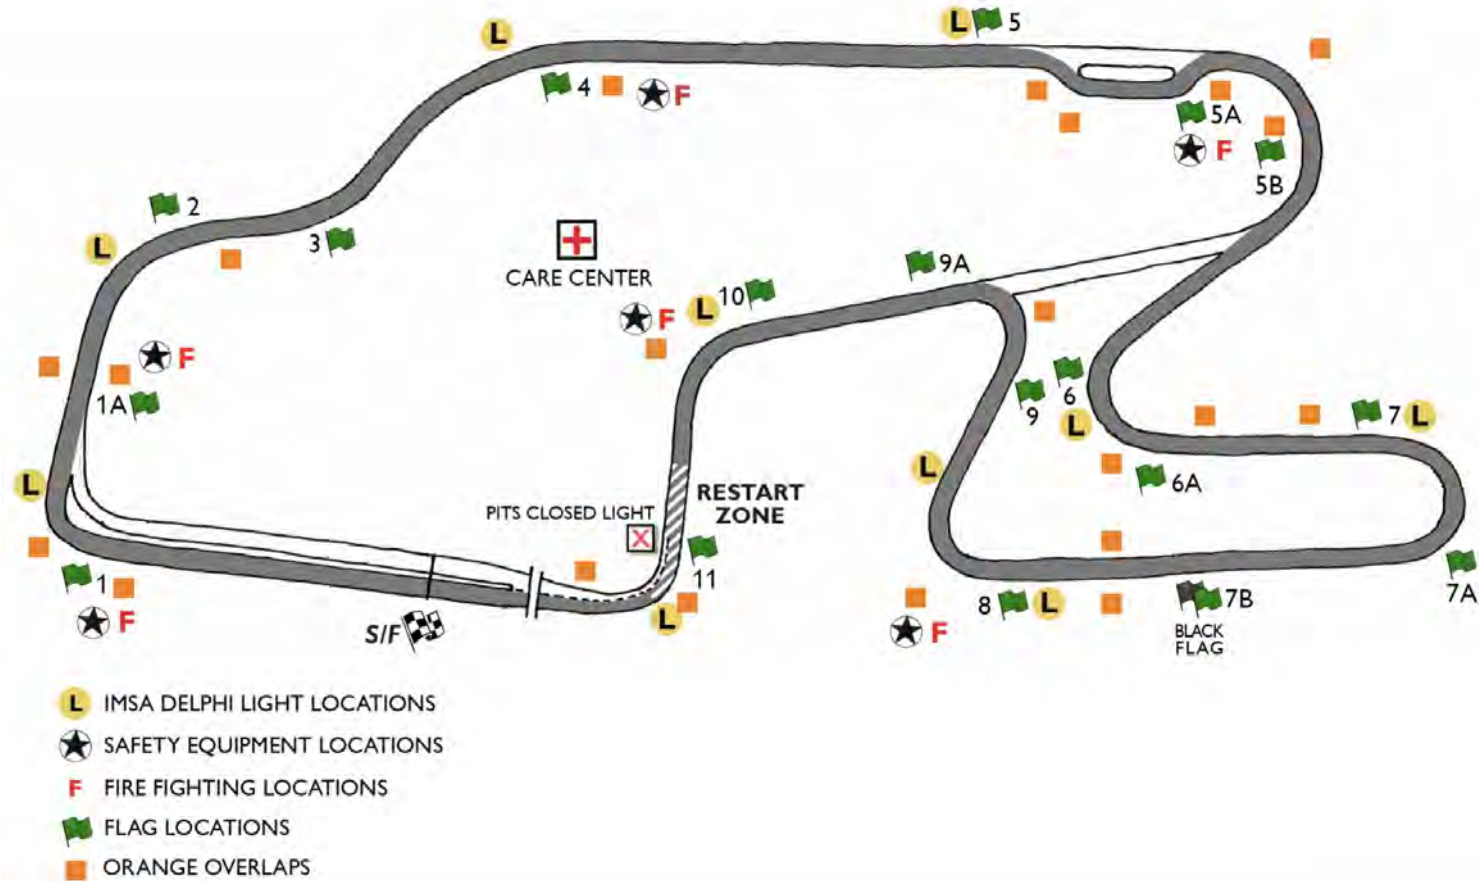 L
L 5
4 F
5A
F
5B
2
L
3
CARE CENTER
9A
10
L
F
F
1A
6
9
L
7 L
L
6A
L
PITS CLOSED LIGHT
X
RESTART
ZONE
11
1
F
S/F
L
8 L
F
7B
BLACK
FLAG
7A
L IMSA DELPHI LIGHT LOCATIONS
SAFETY EQUIPMENT LOCATIONS
F FIRE FIGHTING LOCATIONS
FLAG LOCATIONS
ORANGE OVERLAPS